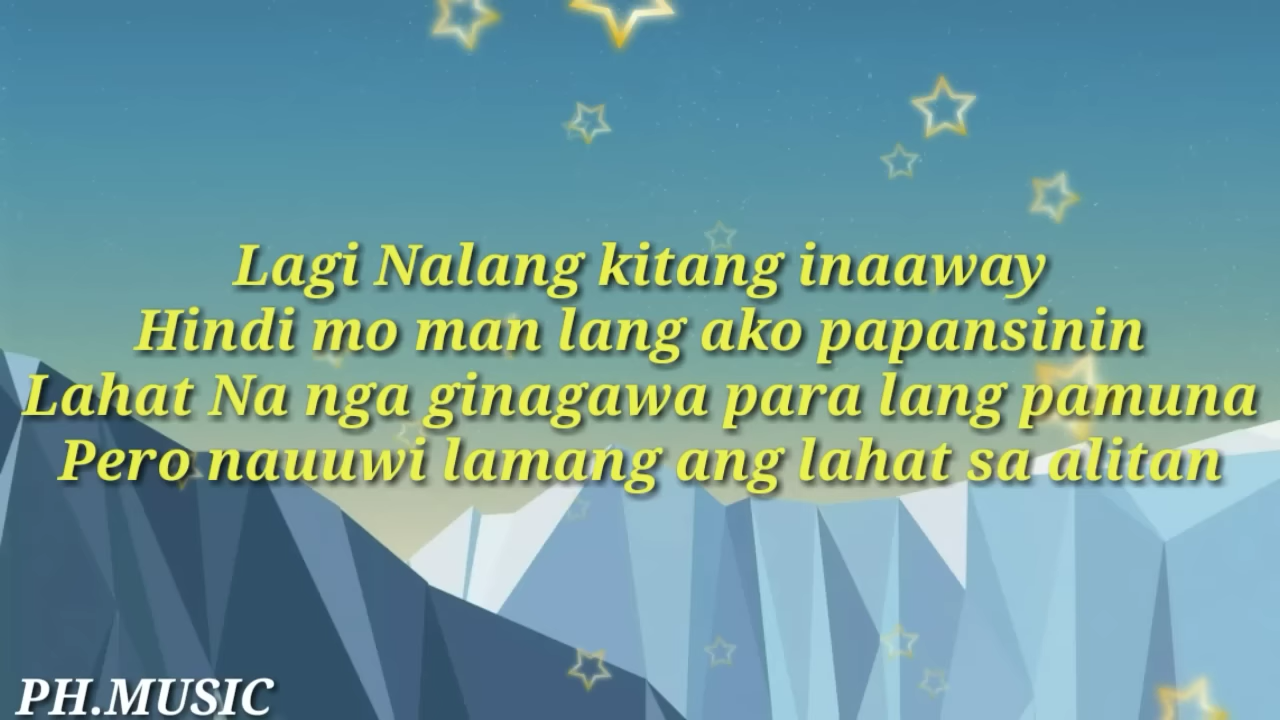 Lagi Nalang kitang inaaway
Hindi mo man lang ako papansinin
Lahat Na nga ginagawa para lang pamuna
Pero nauuwi lamang ang lahat sa alitan
PH.MUSIC